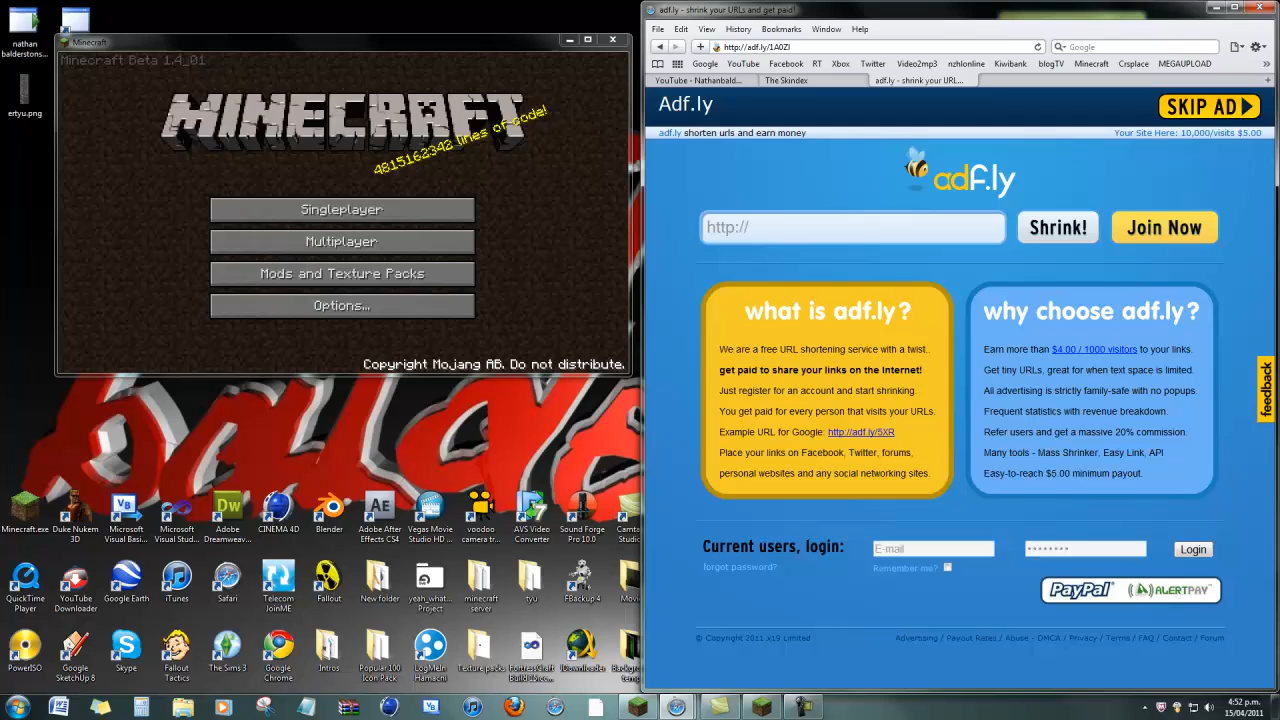 nathan
balderstons...
ertyu.png
Minecraft
Minecraft Beta 1.4_01
MINECRAFT
4815162342 lines of code!
Singleplayer
Multiplayer
Mods and Texture Packs
Options...
Copyright Mojang AB. Do not distribute.
adf.ly - shrink your URLs and get paid!
File Edit View History Bookmarks Window Help
http://adf.ly/1A0ZI
Google
Google YouTube Facebook RT Xbox Twitter Video2mp3 nzhlonline Kiwibank blogTV Minecraft Crsplace MEGAUPLOAD
YouTube - Nathanbald... The Skindex adf.ly - shrink your URL...
Adf.ly
SKIP AD
adf.ly shorten urls and earn money
Your Site Here: 10,000/visits $5.00
adf.ly
http://
Shrink!
Join Now
what is adf.ly?
We are a free URL shortening service with a twist..
get paid to share your links on the Internet!
Just register for an account and start shrinking.
You get paid for every person that visits your URLs.
Example URL for Google: http://adf.ly/5XR
Place your links on Facebook, Twitter, forums,
personal websites and any social networking sites.
why choose adf.ly?
Earn more than $4.00 / 1000 visitors to your links.
Get tiny URLs, great for when text space is limited.
All advertising is strictly family-safe with no popups.
Frequent statistics with revenue breakdown.
Refer users and get a massive 20% commission.
Many tools - Mass Shrinker, Easy Link, API
Easy-to-reach $5.00 minimum payout.
feedback
Current users, login:
E-mail
Login
forgot password?
Remember me?
PayPal ALERTPAY
© Copyright 2011 x19 Limited
Advertising / Payout Rates / Abuse - DMCA / Privacy / Terms / FAQ / Contact / Forum
Minecraft.exe
Duke Nukem
3D
Microsoft
Visual Basi...
Microsoft
Visual Studi...
Adobe
Dreamweav...
CINEMA 4D
Blender
Adobe After
Effects CS4
Vegas Movie
Studio HD ...
voodoo
camera tr...
AVS Video
Converter
Sound Forge
Pro 10.0
QuickTime
Player
YouTube
Downloader
Google Earth
iTunes
Safari
Telecom
JoinME
Fallout
New folder
yeah_what...
Project
minecraft
server
tyu
FBackup 4
PowerISO
Google
SketchUp 8
Skype
Fallout
Tactics
The Sims 3
Google
Chrome
Intros
Popular 100
Icon Pack
LogMeIn
Hamachi
Texture packs
FortressCraft
JDownloader
4:52 p.m.
15/04/2011